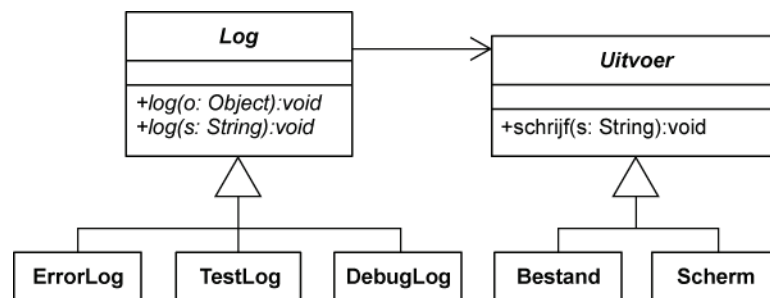 Log
+log(o: Object):void
+log(s: String):void
Uitvoer
+schrijf(s: String):void
ErrorLog
TestLog
DebugLog
Bestand
Scherm